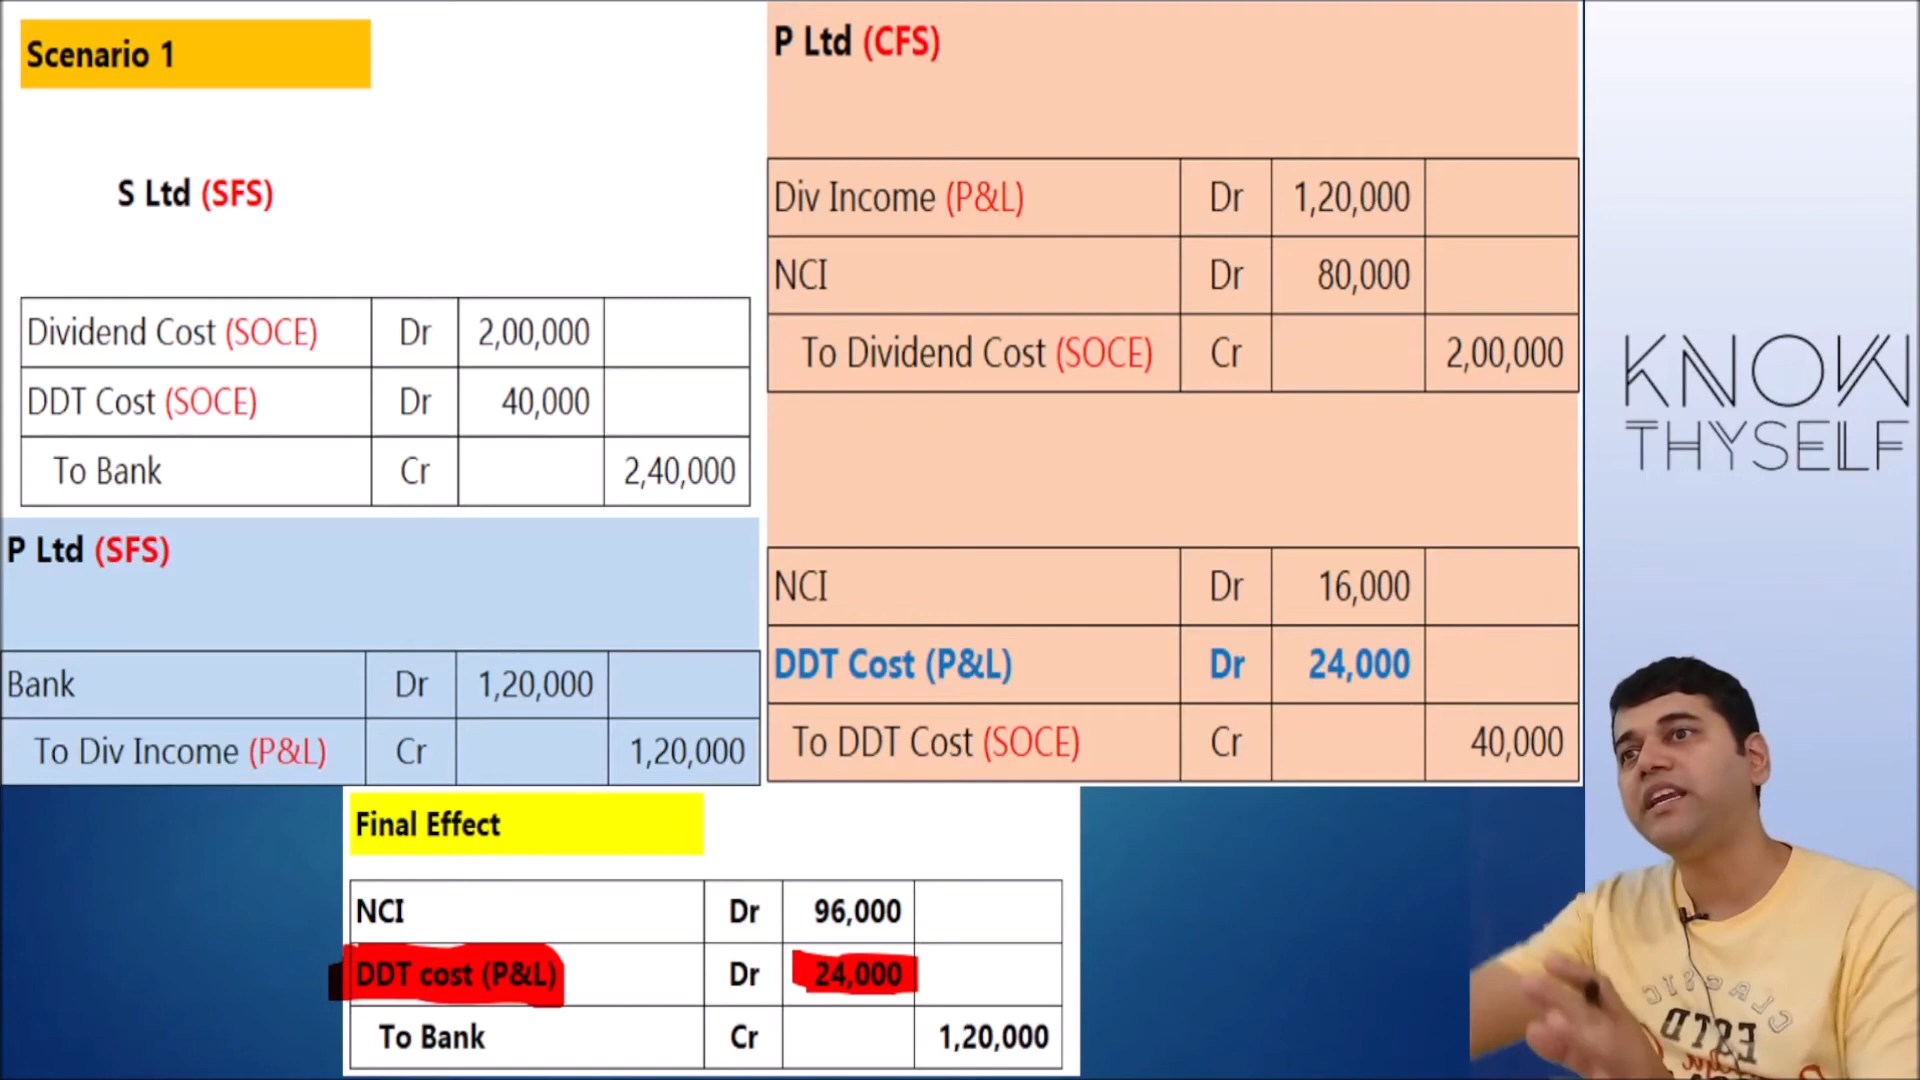 Scenario 1
S Ltd (SFS)
Dividend Cost (SOCE) Dr 2,00,000
DDT Cost (SOCE) Dr 40,000
To Bank Cr 2,40,000
P Ltd (SFS)
Bank Dr 1,20,000
To Div Income (P&L) Cr 1,20,000
P Ltd (CFS)
Div Income (P&L) Dr 1,20,000
NCI Dr 80,000
To Dividend Cost (SOCE) Cr 2,00,000
NCI Dr 16,000
DDT Cost (P&L) Dr 24,000
To DDT Cost (SOCE) Cr 40,000
Final Effect
NCI Dr 96,000
DDT cost (P&L) Dr 24,000
To Bank Cr 1,20,000
KNOW
THYSELF
CLASSIC
ESTD